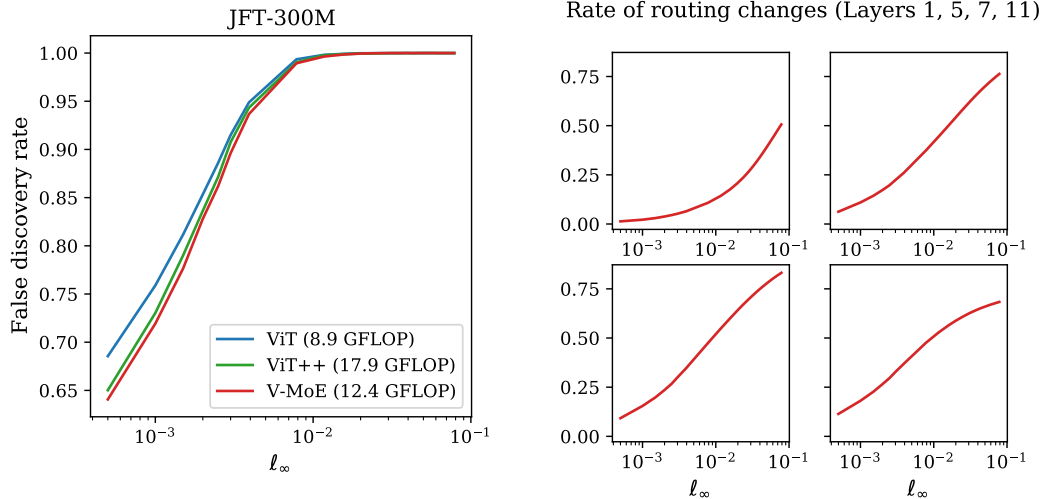 JFT-300M
False discovery rate
1.00
0.95
0.90
0.85
0.80
0.75
0.70
0.65
ViT (8.9 GFLOP)
ViT++ (17.9 GFLOP)
V-MoE (12.4 GFLOP)
10⁻³ 10⁻² 10⁻¹
ℓ∞
Rate of routing changes (Layers 1, 5, 7, 11)
0.75
0.50
0.25
0.00
10⁻³ 10⁻² 10⁻¹
10⁻³ 10⁻² 10⁻¹
0.75
0.50
0.25
0.00
10⁻³ 10⁻² 10⁻¹
10⁻³ 10⁻² 10⁻¹
ℓ∞
ℓ∞